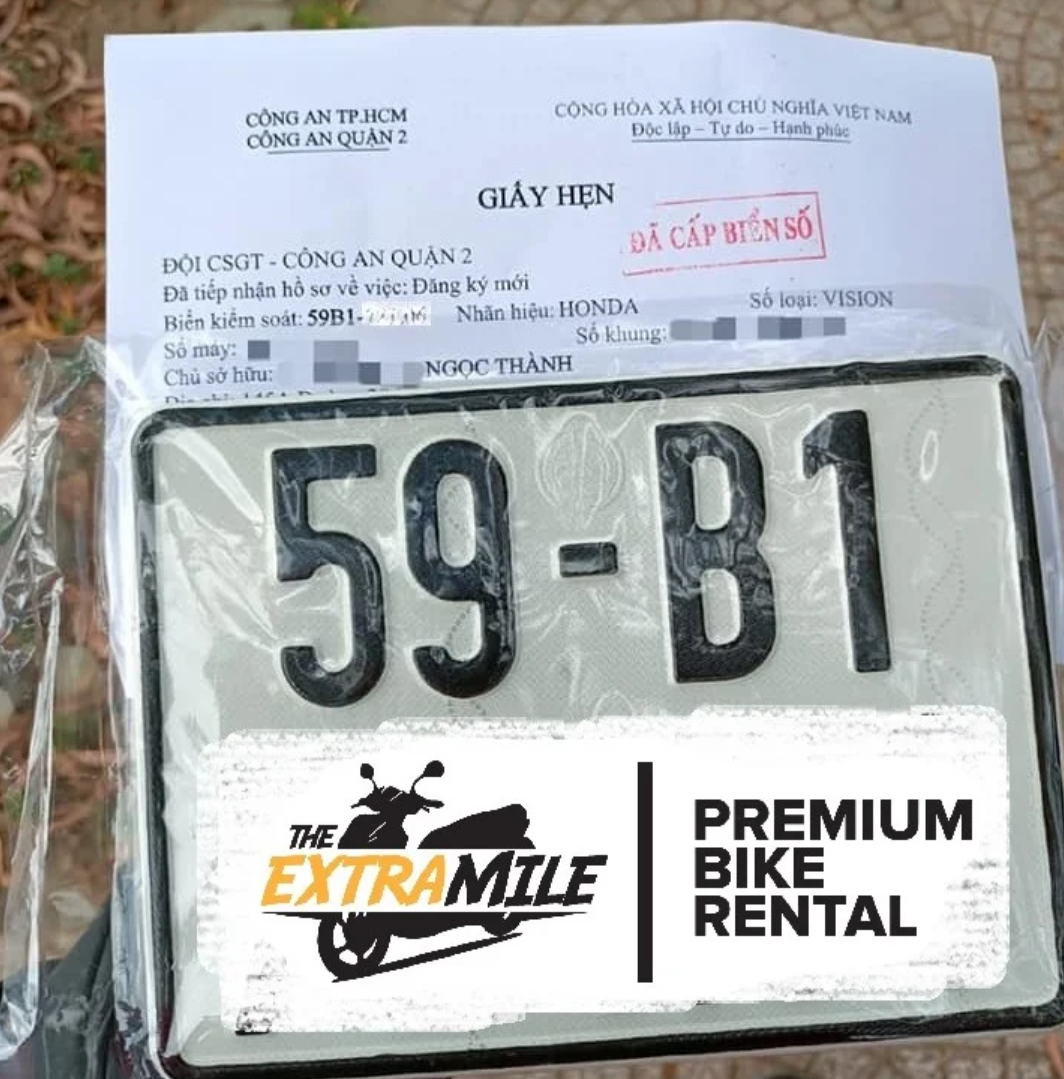 CÔNG AN TP.HCM
CÔNG AN QUẬN 2
CỘNG HÒA XÃ HỘI CHỦ NGHĨA VIỆT NAM
Độc lập – Tự do – Hạnh phúc
GIẤY HẸN
ĐÃ CẤP BIỂN SỐ
ĐỘI CSGT - CÔNG AN QUẬN 2
Đã tiếp nhận hồ sơ về việc: Đăng ký mới
Biển kiểm soát: 59B1- Nhãn hiệu: HONDA Số loại: VISION
Số máy: Số khung:
Chủ sở hữu: NGỌC THÀNH
59-B1
THE
EXTRAMILE
PREMIUM
BIKE
RENTAL